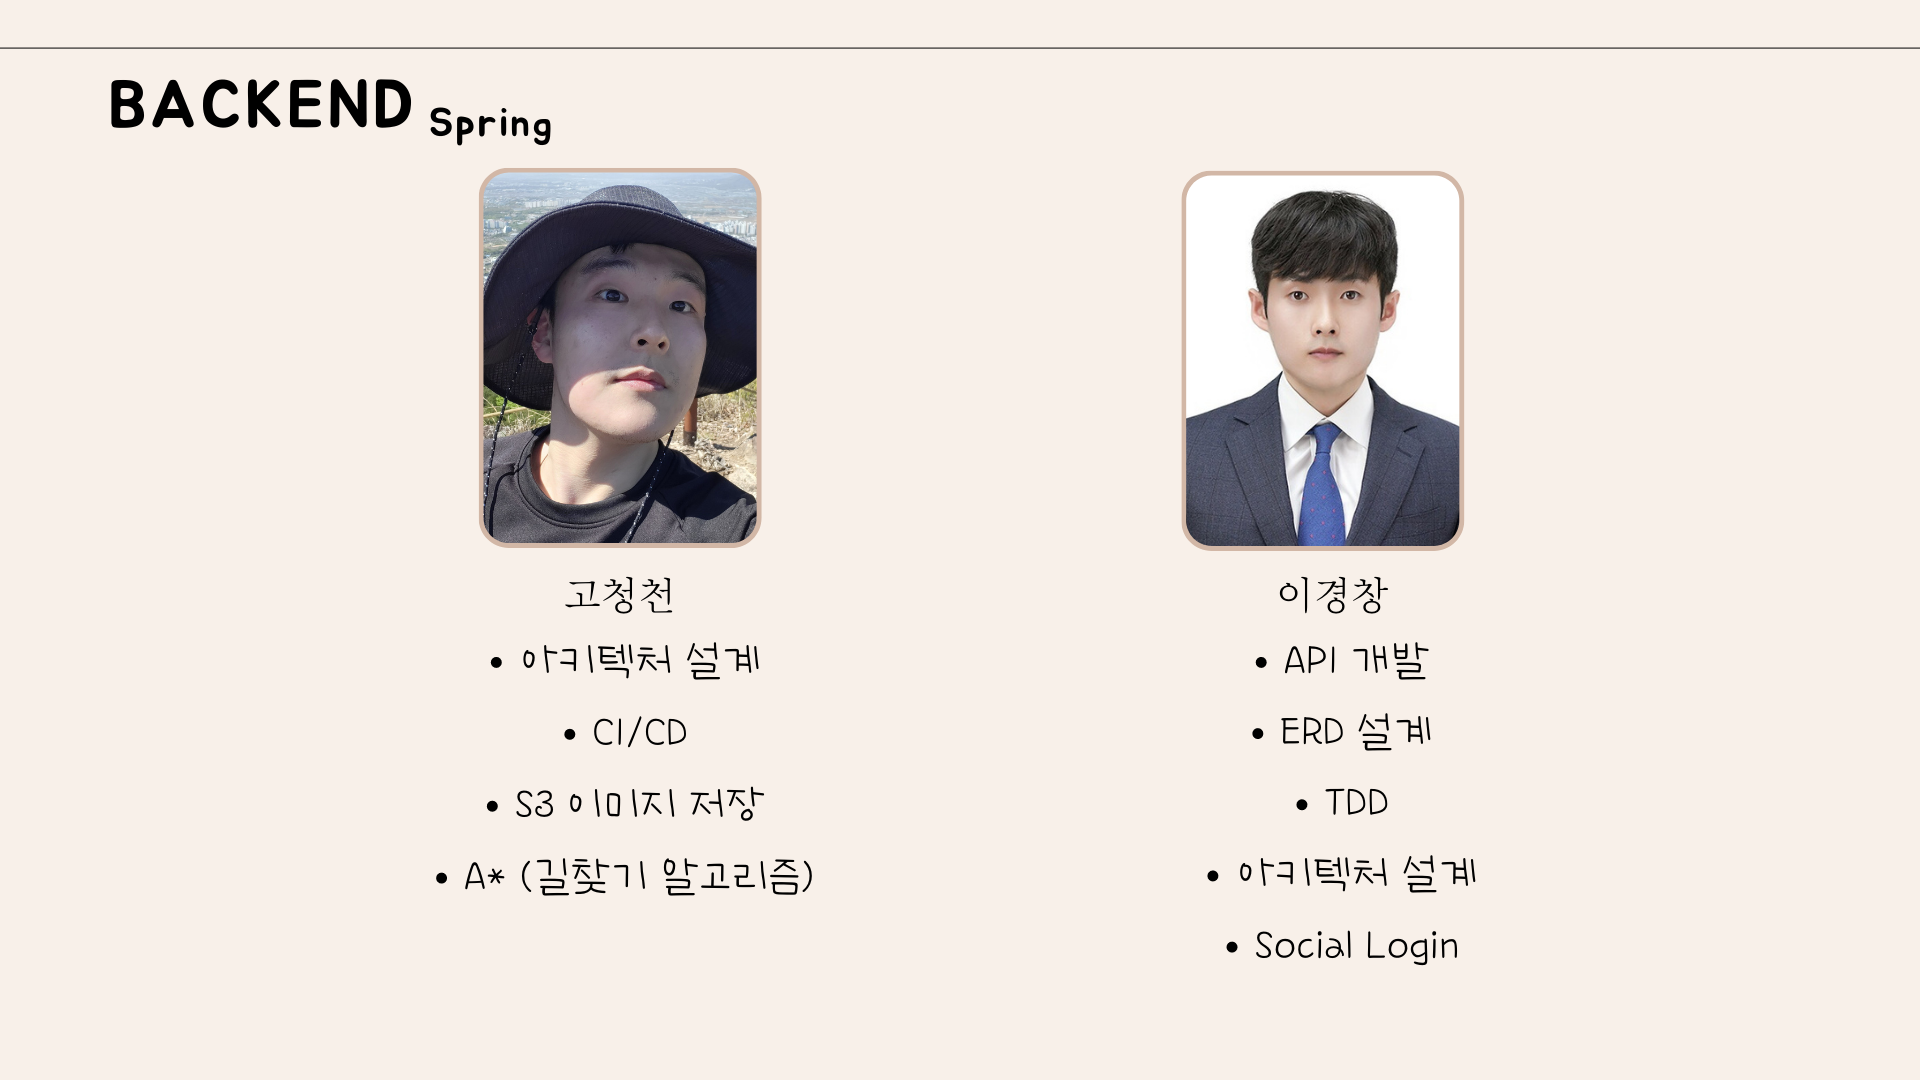 BACKEND Spring
고청천
• 아키텍처 설계
• CI/CD
• S3 이미지 저장
• A* (길찾기 알고리즘)
이경창
• API 개발
• ERD 설계
• TDD
• 아키텍처 설계
• Social Login